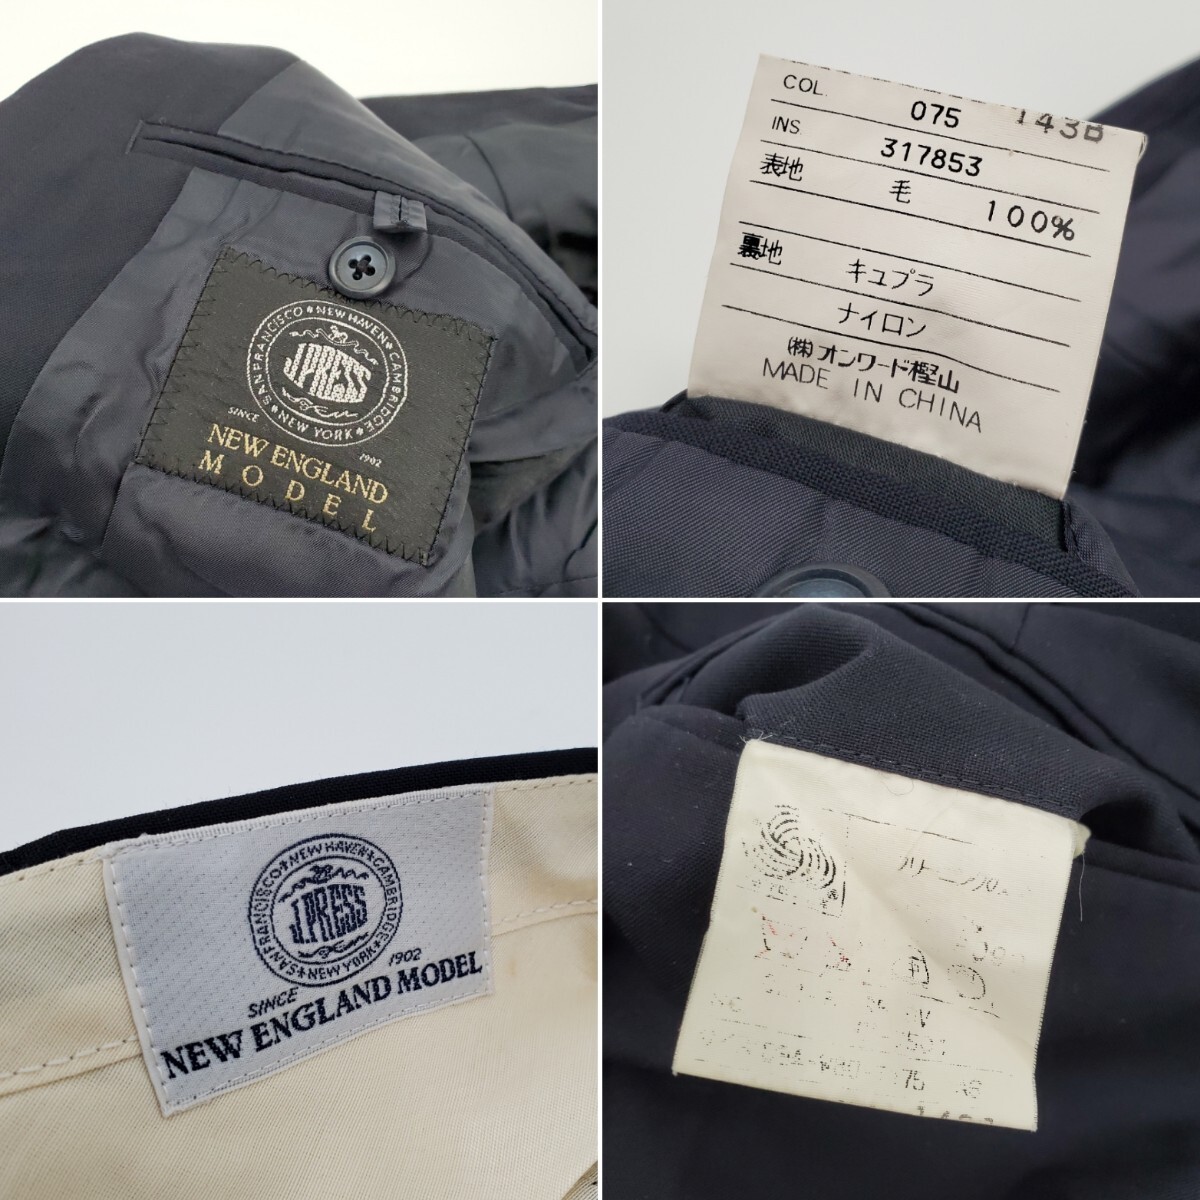 J.PRESS
NEW HAVEN CAMBRIDGE NEW YORK SAN FRANCISCO
SINCE 1902
NEW ENGLAND
MODEL
COL. 075 143B
INS. 317853
表地 毛 100%
裏地 キュプラ
ナイロン
(株)オンワード樫山
MADE IN CHINA
J.PRESS
NEW HAVEN CAMBRIDGE NEW YORK SAN FRANCISCO
SINCE 1902
NEW ENGLAND MODEL